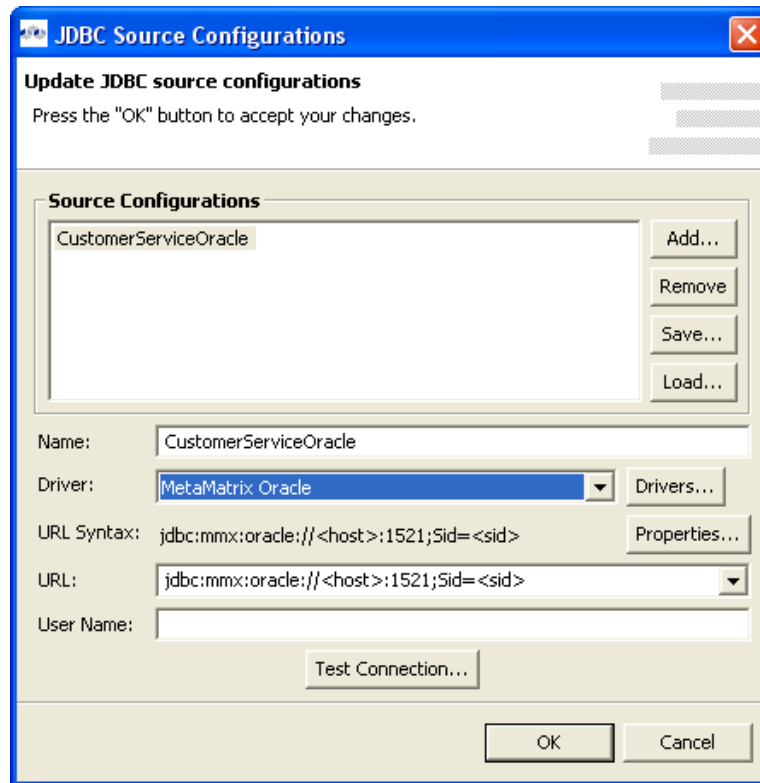 JDBC Source Configurations
Update JDBC source configurations
Press the "OK" button to accept your changes.
Source Configurations
CustomerServiceOracle
Add...
Remove
Save...
Load...
Name: CustomerServiceOracle
Driver: MetaMatrix Oracle Drivers...
URL Syntax: jdbc:mmx:oracle://<host>:1521;Sid=<sid> Properties...
URL: jdbc:mmx:oracle://<host>:1521;Sid=<sid>
User Name:
Test Connection...
OK Cancel